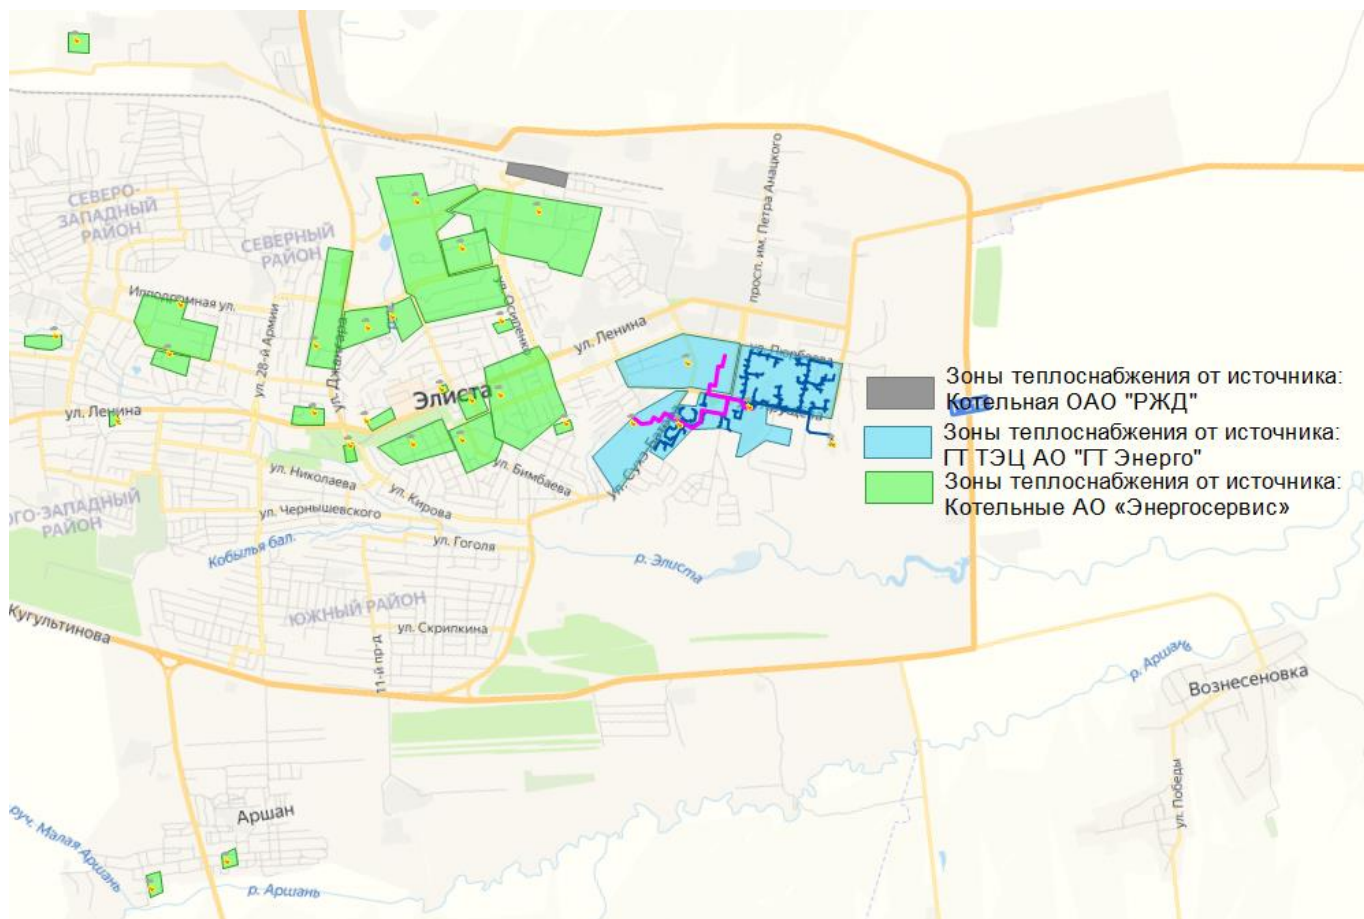 просп. им. Петра Анацкого
СЕВЕРО-
ЗАПАДНЫЙ
РАЙОН
СЕВЕРНЫЙ
РАЙОН
Ипподромная ул.
ул. Осипенко
ул. 28-й Армии
ул. Джангара
ул. Ленина
ул. Пюрбеева
Элиста
ул. Ленина
Зоны теплоснабжения от источника:
Котельная ОАО "РЖД"
Зоны теплоснабжения от источника:
ГТ ТЭЦ АО "ГТ Энерго"
Зоны теплоснабжения от источника:
Котельные АО «Энергосервис»
ул. Николаева
ул. Бимбаева
ул. Кирова
ул. Чернышевского
ОГО-ЗАПАДНЫЙ
РАЙОН
Кобылья бал.
ул. Гоголя
р. Элиста
ЮЖНЫЙ РАЙОН
ул. Скрипкина
Кугультинова
11-й пр-д
р. Аршань
Вознесеновка
ул. Победы
Аршан
руч. Малая Аршань
р. Аршань